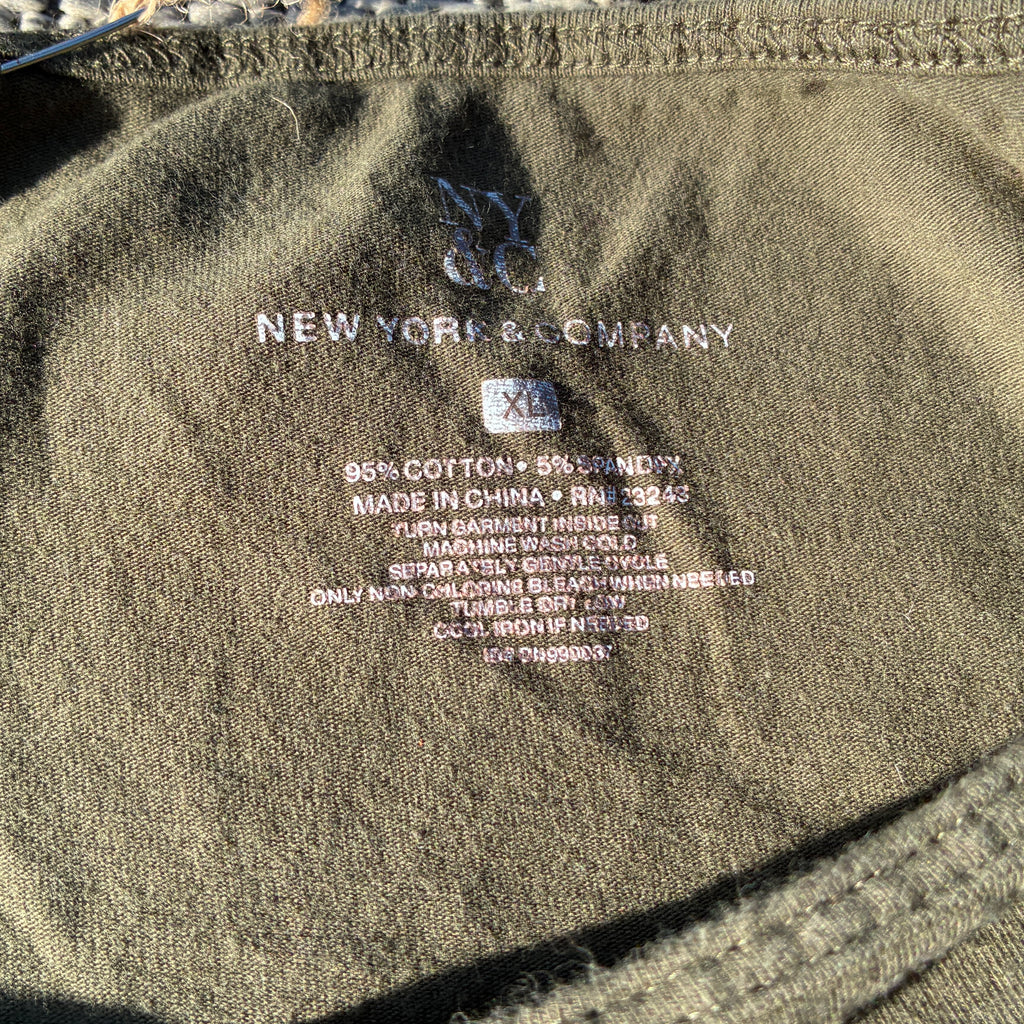 NY
&C.
NEW YORK & COMPANY
XL
95% COTTON • 5% SPANDEX
MADE IN CHINA • RN# 23243
TURN GARMENT INSIDE OUT
MACHINE WASH COLD
SEPARATELY GENTLE CYCLE
ONLY NON CHLORINE BLEACH WHEN NEEDED
TUMBLE DRY LOW
COOL IRON IF NEEDED